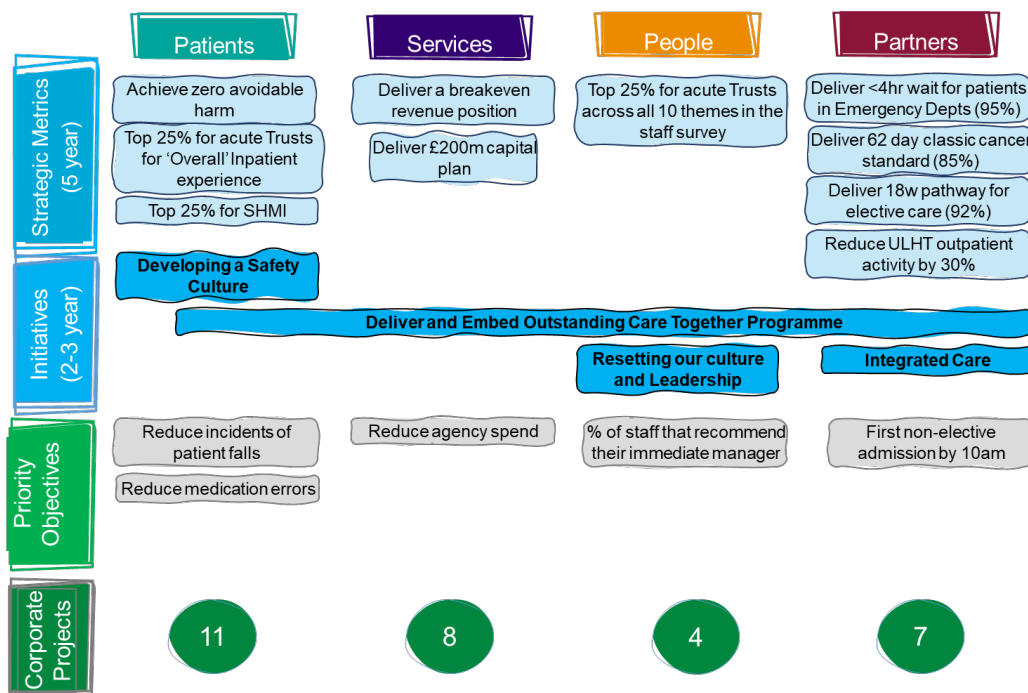 Patients
Services
People
Partners
Strategic Metrics
(5 year)
Achieve zero avoidable
harm
Top 25% for acute Trusts
for ‘Overall’ Inpatient
experience
Top 25% for SHMI
Deliver a breakeven
revenue position
Deliver £200m capital
plan
Top 25% for acute Trusts
across all 10 themes in the
staff survey
Deliver <4hr wait for patients
in Emergency Depts (95%)
Deliver 62 day classic cancer
standard (85%)
Deliver 18w pathway for
elective care (92%)
Reduce ULHT outpatient
activity by 30%
Initiatives
(2-3 year)
Developing a Safety
Culture
Deliver and Embed Outstanding Care Together Programme
Resetting our culture
and Leadership
Integrated Care
Priority
Objectives
Reduce incidents of
patient falls
Reduce medication errors
Reduce agency spend
% of staff that recommend
their immediate manager
First non-elective
admission by 10am
Corporate
Projects
11
8
4
7